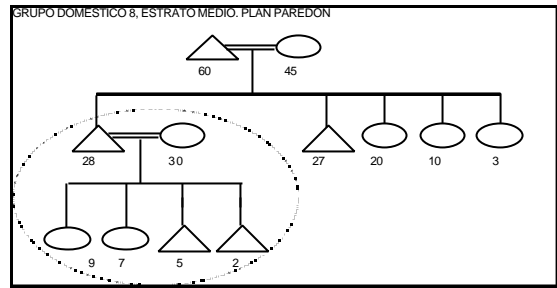 GRUPO DOMESTICO 8, ESTRATO MEDIO. PLAN PAREDON
60 45
28 30 27 20 10 3
9 7 5 2